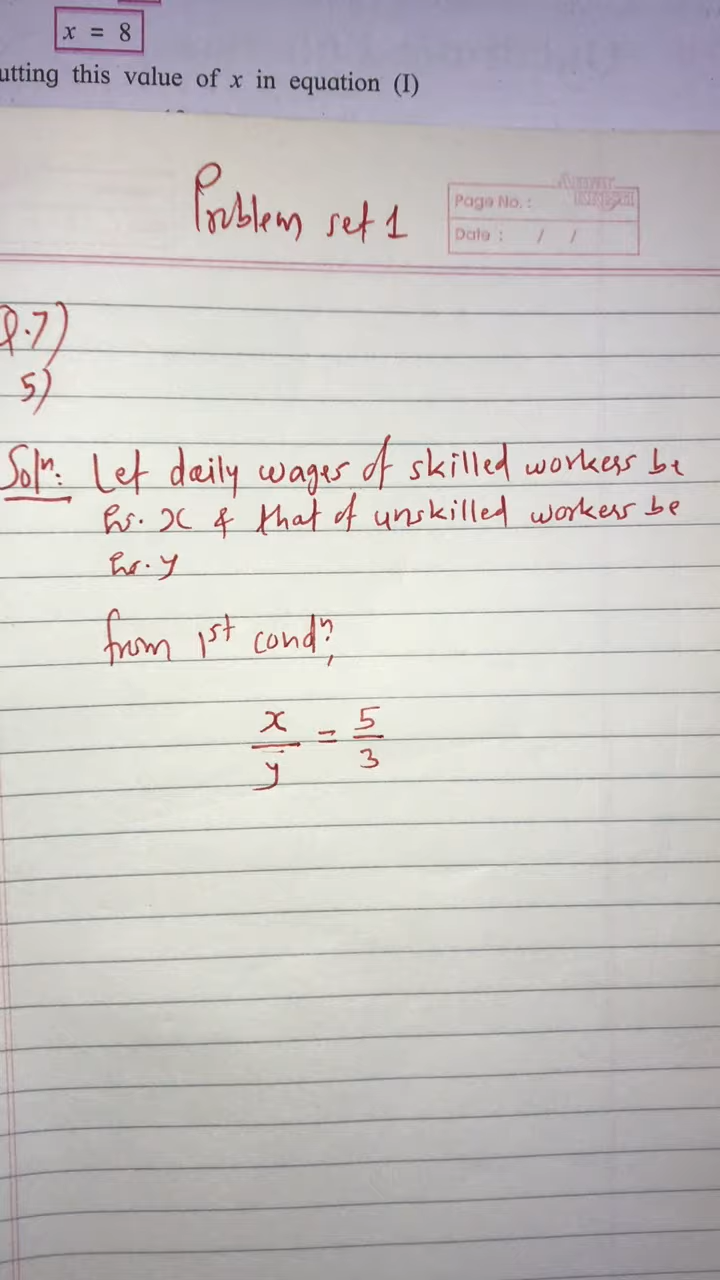 x = 8
utting this value of x in equation (I)
Problem set 1
Page No. :
Date : / /
Q.7)
5)
Solⁿ: Let daily wages of skilled workers be
Rs. x & that of unskilled workers be
Rs. y
from 1st condⁿ,
x/y = 5/3